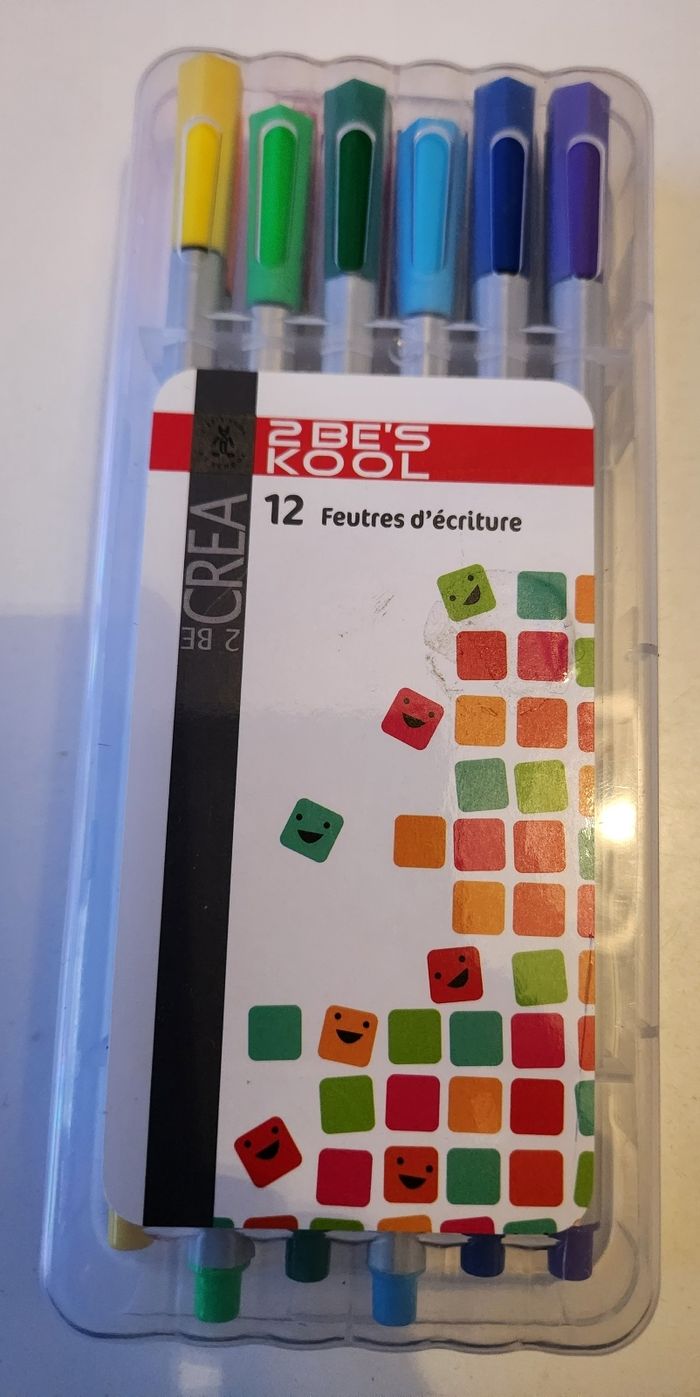 2 BE'S
KOOL
12 Feutres d'écriture
2 BE CREA